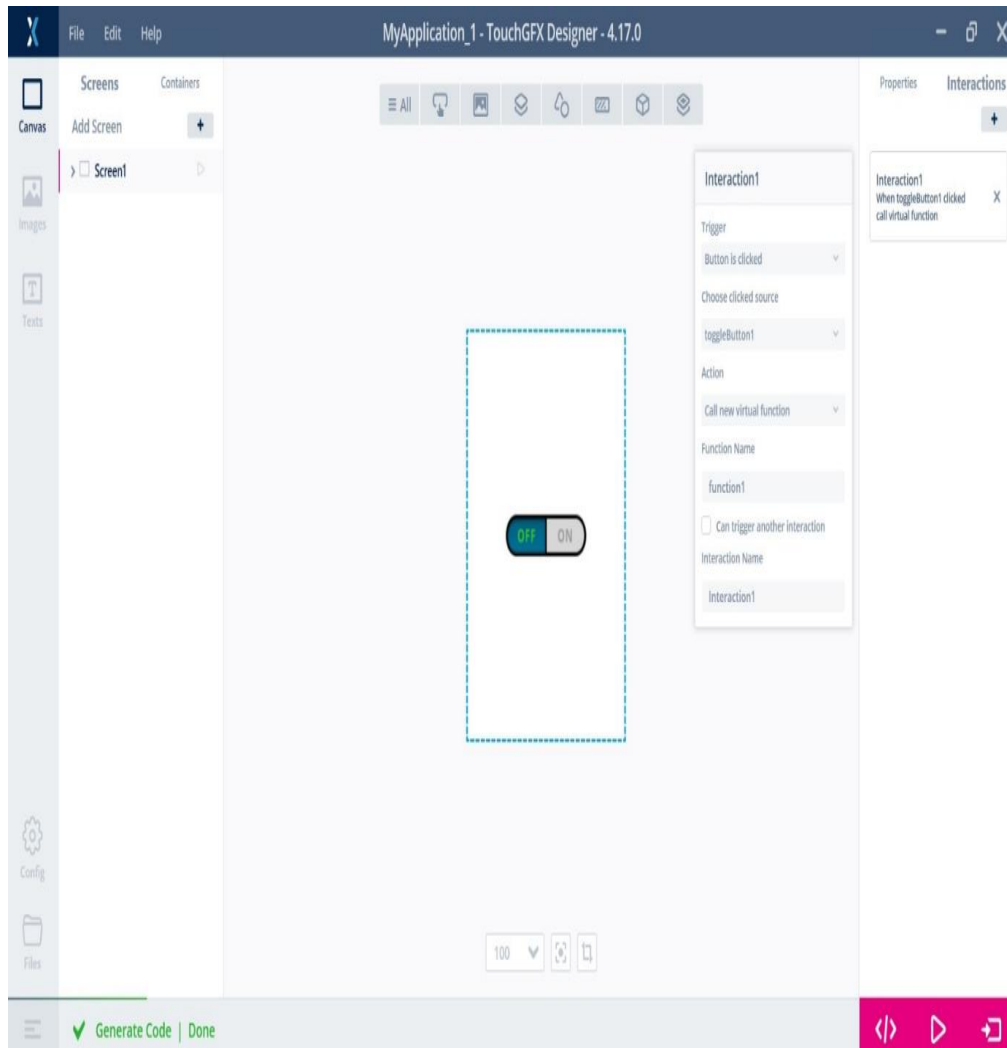 File Edit Help
MyApplication_1 - TouchGFX Designer - 4.17.0
Canvas
Images
Texts
Config
Files
Screens Containers
Add Screen +
Screen1
All
OFF ON
100
Interaction1
Trigger
Button is clicked
Choose clicked source
toggleButton1
Action
Call new virtual function
Function Name
function1
Can trigger another interaction
Interaction Name
Interaction1
Properties Interactions
+
Interaction1
When toggleButton1 clicked
call virtual function
X
Generate Code | Done